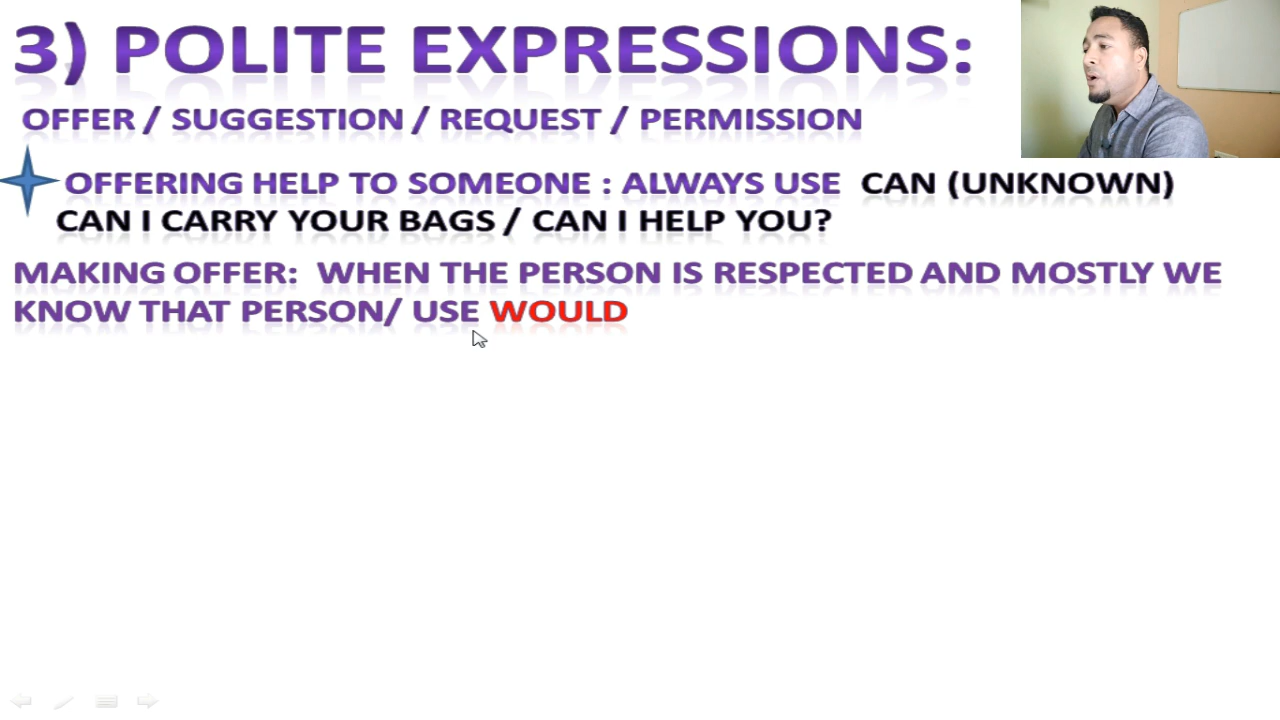 3) POLITE EXPRESSIONS:
OFFER / SUGGESTION / REQUEST / PERMISSION
OFFERING HELP TO SOMEONE : ALWAYS USE CAN (UNKNOWN)
CAN I CARRY YOUR BAGS / CAN I HELP YOU?
MAKING OFFER: WHEN THE PERSON IS RESPECTED AND MOSTLY WE
KNOW THAT PERSON/ USE WOULD